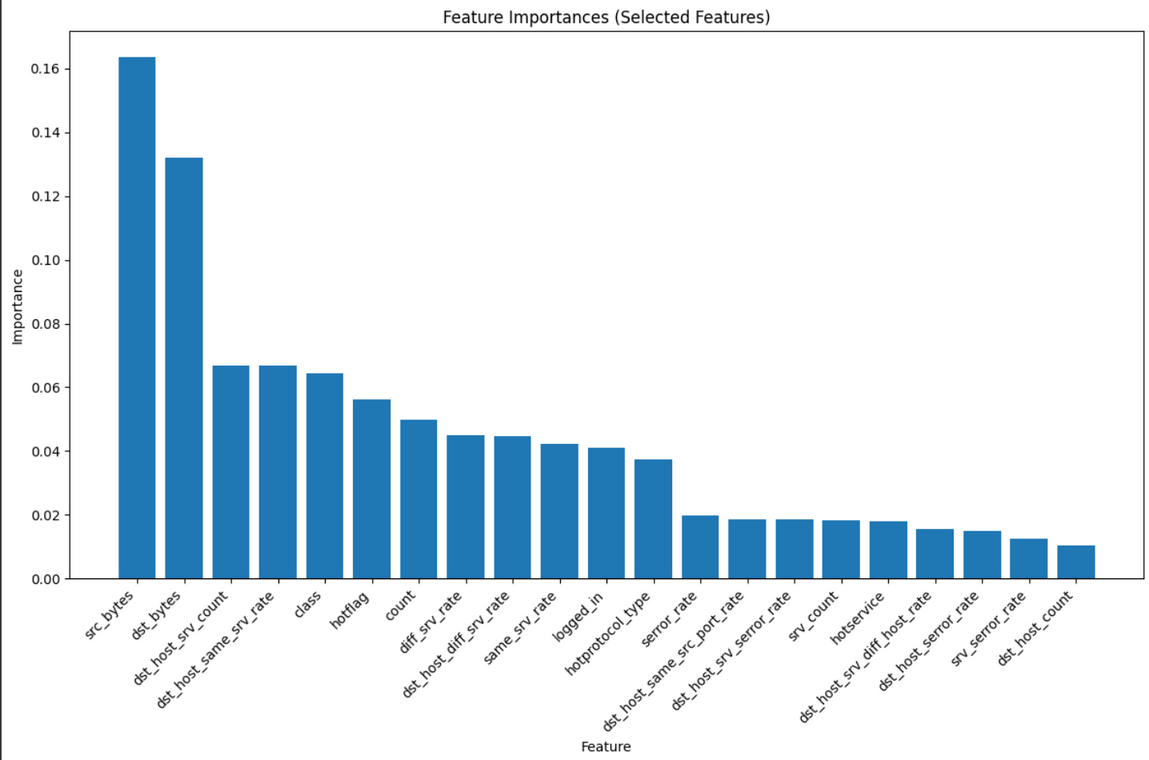 Feature Importances (Selected Features)
0.16
0.14
0.12
0.10
0.08
0.06
0.04
0.02
0.00
Importance
src_bytes
dst_bytes
dst_host_srv_count
dst_host_same_srv_rate
class
hotflag
count
diff_srv_rate
dst_host_diff_srv_rate
same_srv_rate
logged_in
hotprotocol_type
serror_rate
dst_host_same_src_port_rate
dst_host_srv_serror_rate
srv_count
hotservice
dst_host_srv_diff_host_rate
dst_host_serror_rate
srv_serror_rate
dst_host_count
Feature